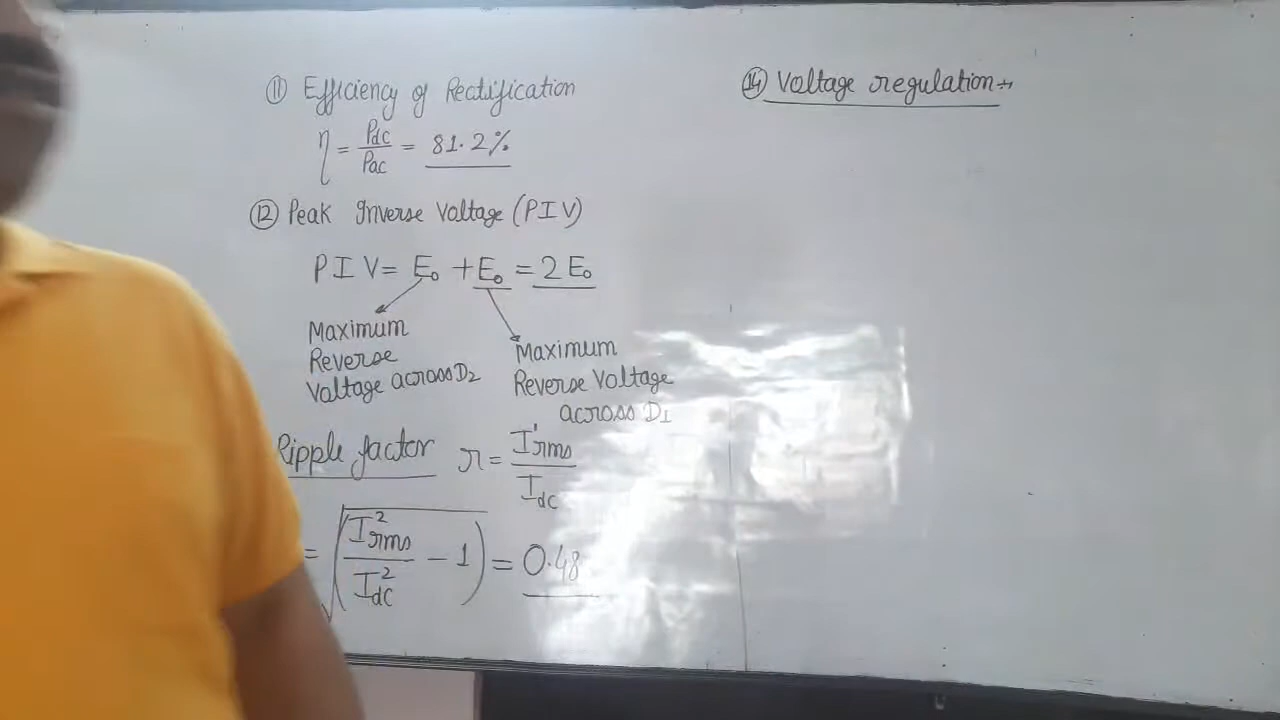 ⑪ Efficiency of Rectification
η = Pdc/Pac = 81.2%
⑫ Peak Inverse Voltage (PIV)
PIV = E₀ + E₀ = 2E₀
Maximum
Reverse
Voltage across D₂
Maximum
Reverse Voltage
across D₁
Ripple factor r = I'rms/Idc
= √(I²rms/I²dc − 1) = 0.48
⑭ Voltage regulation →